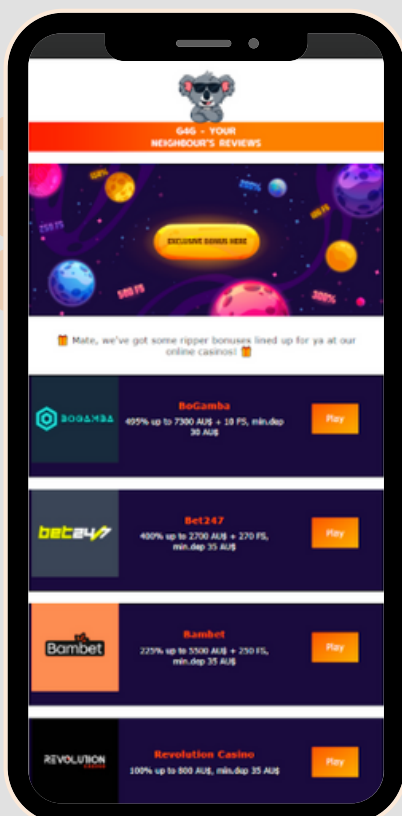 G4G - YOUR
NEIGHBOUR'S REVIEWS
100%
200%
250 FS
EXCLUSIVE BONUS HERE
500 FS
300%
🎁 Mate, we've got some ripper bonuses lined up for ya at our
online casinos! 🎁
BOGAMBA
BoGamba
495% up to 7300 AU$ + 10 FS, min.dep
30 AU$
Play
bet247
Bet247
400% up to 2700 AU$ + 270 FS,
min.dep 35 AU$
Play
Bambet
Bambet
225% up to 5500 AU$ + 250 FS,
min.dep 35 AU$
Play
REVOLUTION
Revolution Casino
100% up to 800 AU$, min.dep 35 AU$
Play